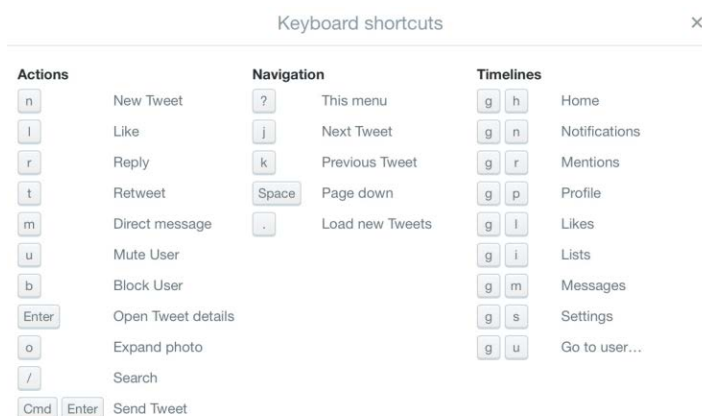 Keyboard shortcuts ×
Actions
n New Tweet
l Like
r Reply
t Retweet
m Direct message
u Mute User
b Block User
Enter Open Tweet details
o Expand photo
/ Search
Cmd Enter Send Tweet
Navigation
? This menu
j Next Tweet
k Previous Tweet
Space Page down
. Load new Tweets
Timelines
g h Home
g n Notifications
g r Mentions
g p Profile
g l Likes
g i Lists
g m Messages
g s Settings
g u Go to user...